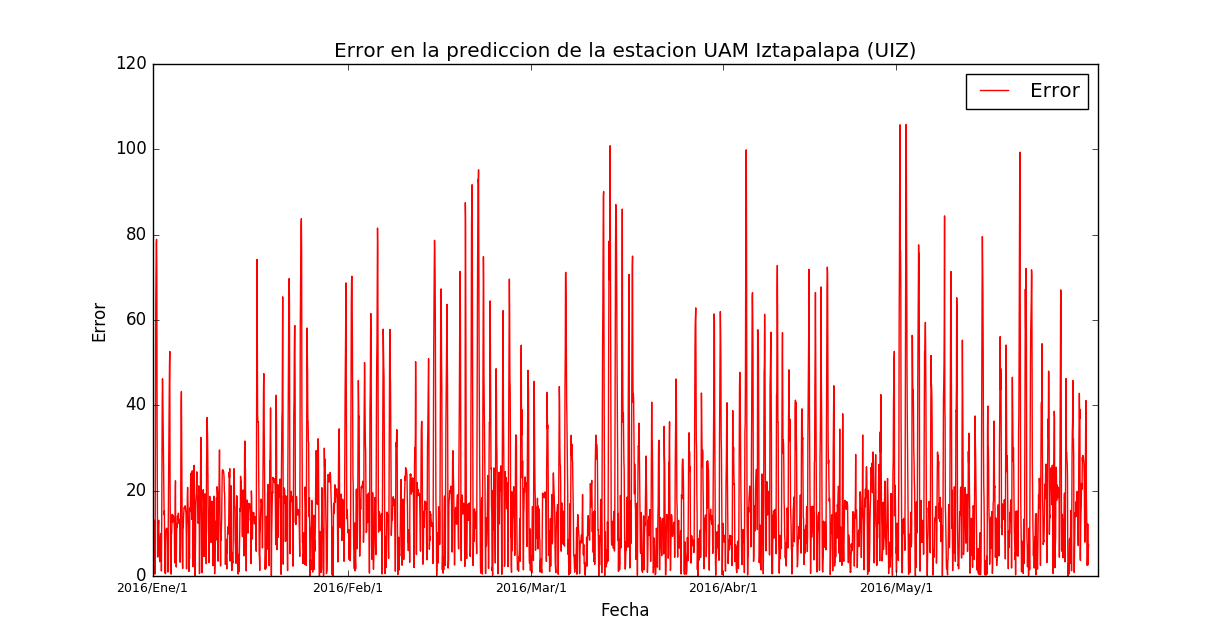 Error en la prediccion de la estacion UAM Iztapalapa (UIZ)
120
Error
100
80
60
Error
40
20
0
2016/Ene/1 2016/Feb/1 2016/Mar/1 2016/Abr/1 2016/May/1
Fecha